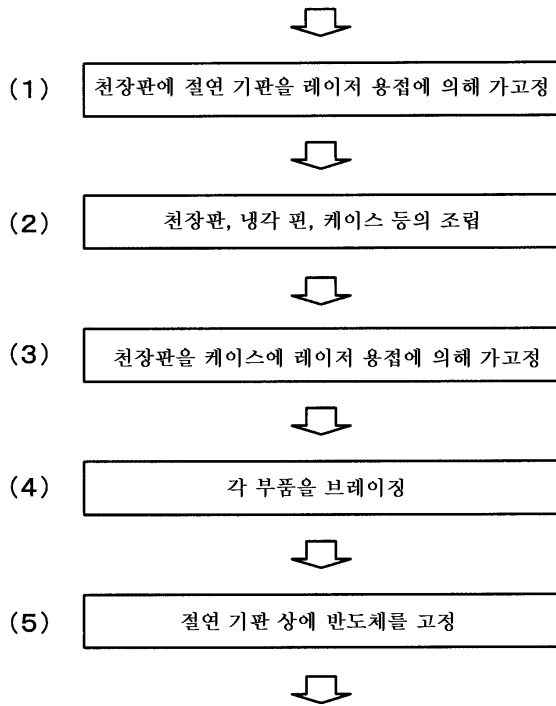 (1) 천장판에 절연 기판을 레이저 용접에 의해 가고정
(2) 천장판, 냉각 핀, 케이스 등의 조립
(3) 천장판을 케이스에 레이저 용접에 의해 가고정
(4) 각 부품을 브레이징
(5) 절연 기판 상에 반도체를 고정